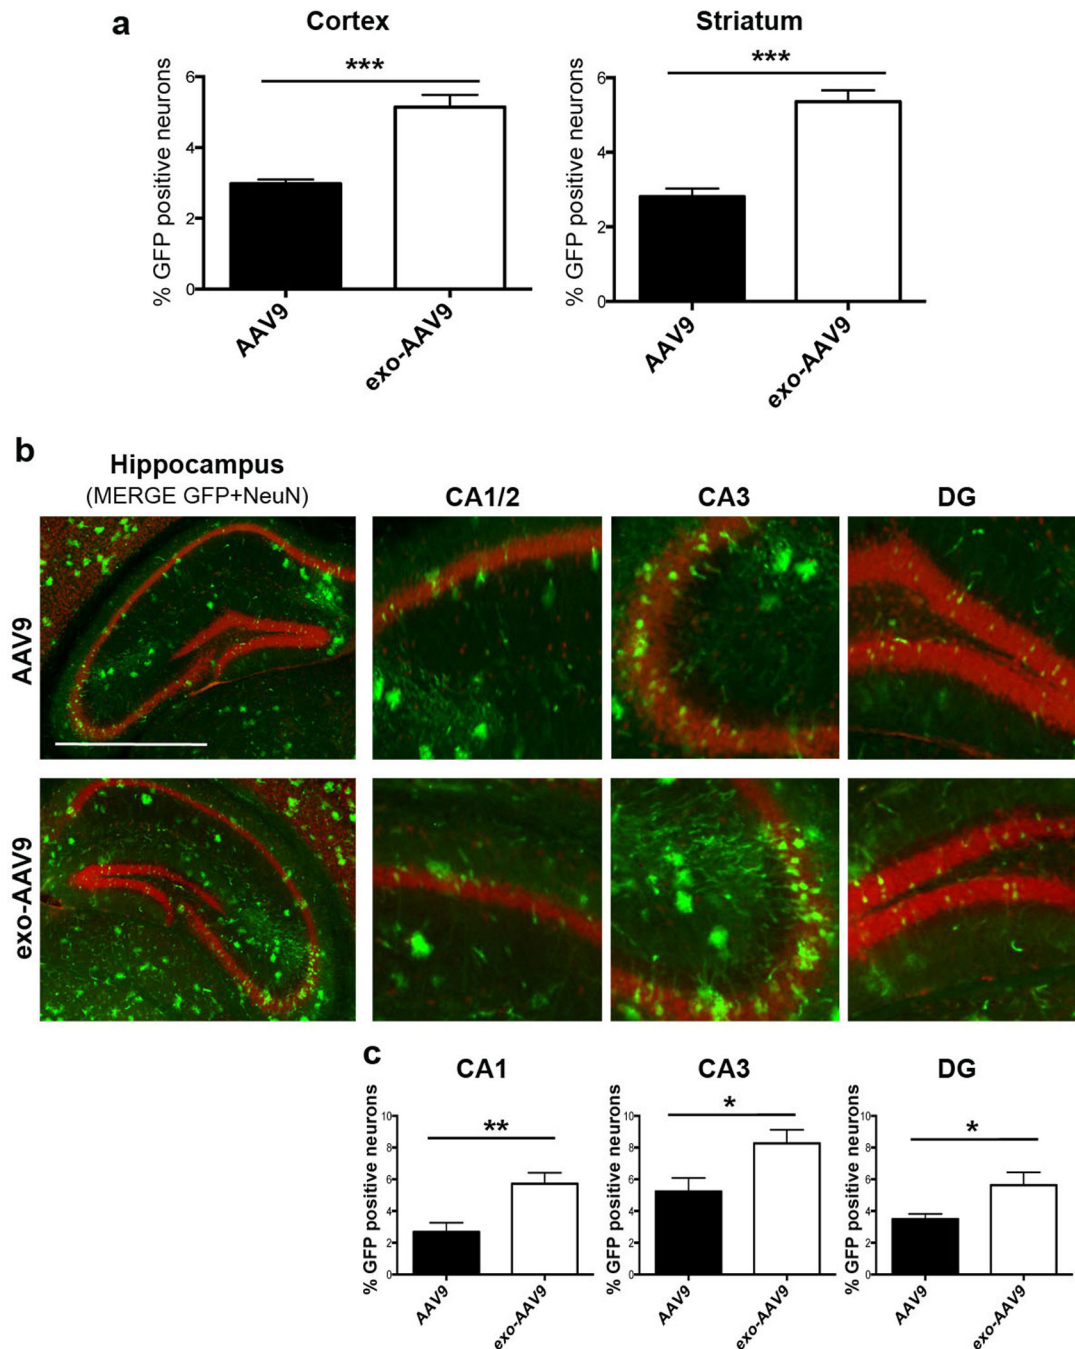 a
Cortex
Striatum
% GFP positive neurons
6
4
2
0
***
AAV9
exo-AAV9
% GFP positive neurons
6
4
2
0
***
AAV9
exo-AAV9
b
Hippocampus
(MERGE GFP+NeuN)
CA1/2
CA3
DG
AAV9
exo-AAV9
c
CA1
CA3
DG
% GFP positive neurons
10
8
6
4
2
0
**
AAV9
exo-AAV9
% GFP positive neurons
10
8
6
4
2
0
*
AAV9
exo-AAV9
% GFP positive neurons
10
8
6
4
2
0
*
AAV9
exo-AAV9